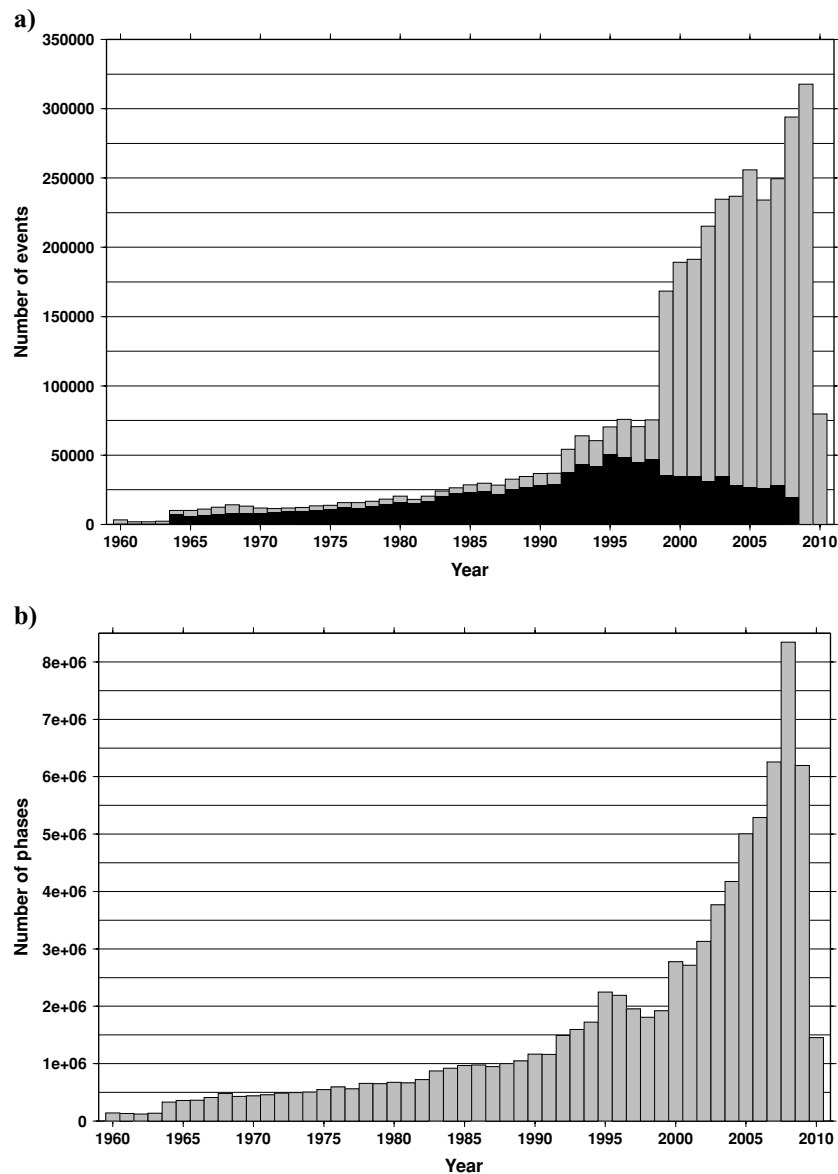 a)
350000
300000
250000
200000
150000
100000
50000
0
Number of events
1960 1965 1970 1975 1980 1985 1990 1995 2000 2005 2010
Year
b)
8e+06
7e+06
6e+06
5e+06
4e+06
3e+06
2e+06
1e+06
0
Number of phases
1960 1965 1970 1975 1980 1985 1990 1995 2000 2005 2010
Year